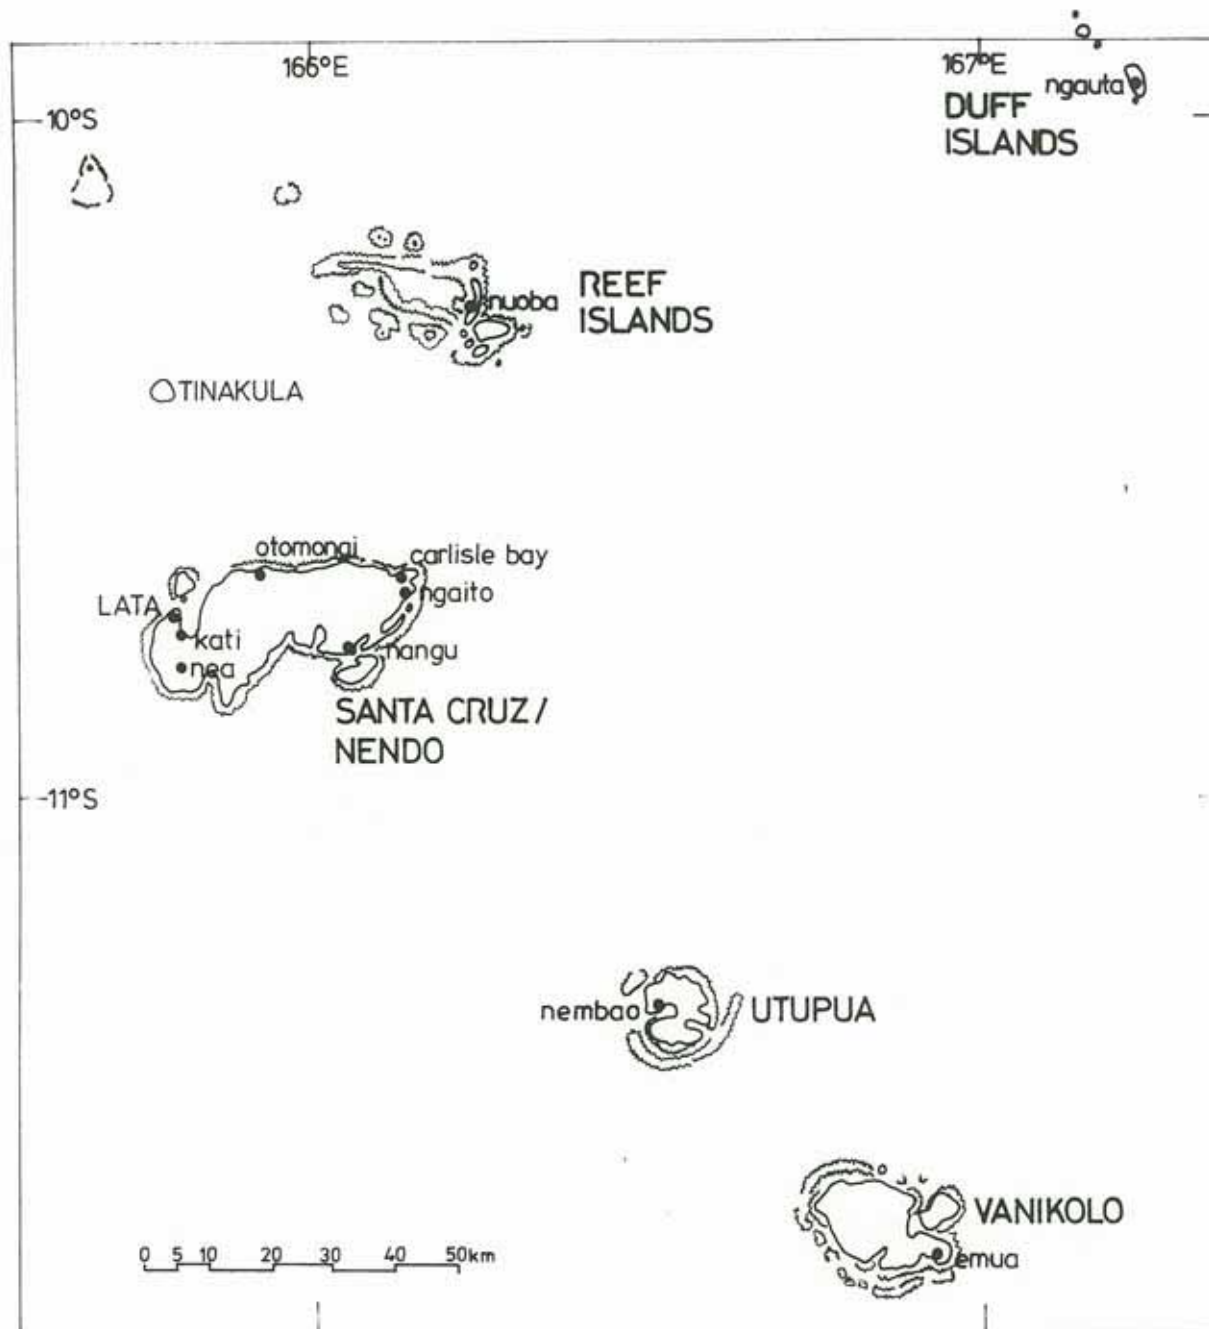 166°E
167°E
ngauta
DUFF
ISLANDS
10°S
REEF
ISLANDS
nuoba
TINAKULA
otomongi
carlisle bay
LATA
ngaito
kati
nea
nangu
SANTA CRUZ/
NENDO
11°S
nembao
UTUPUA
VANIKOLO
emua
0 5 10 20 30 40 50km